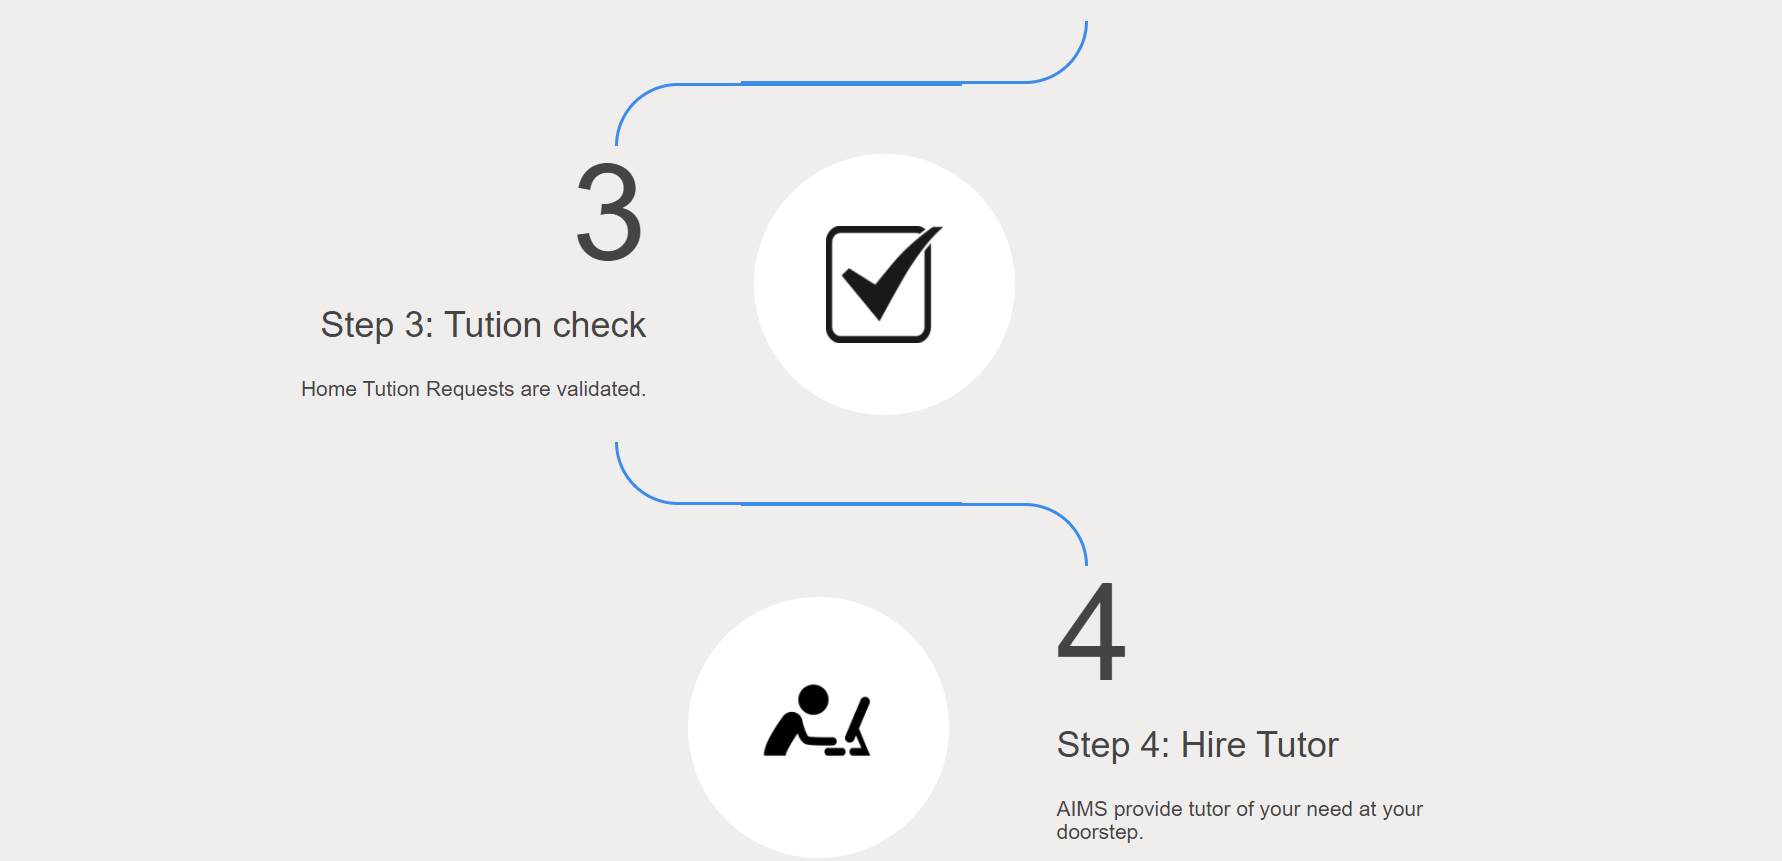 3
Step 3: Tution check
Home Tution Requests are validated.
4
Step 4: Hire Tutor
AIMS provide tutor of your need at your
doorstep.